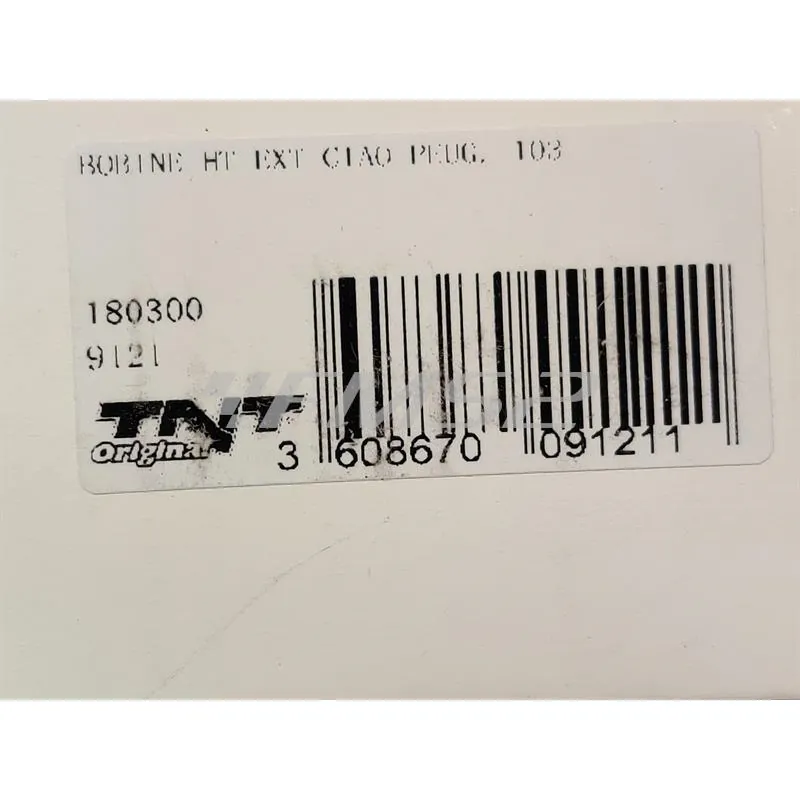 BOBINE HT EXT CIAO PEUG. 103
180300
9121
TNT
Original
3 608670 091211